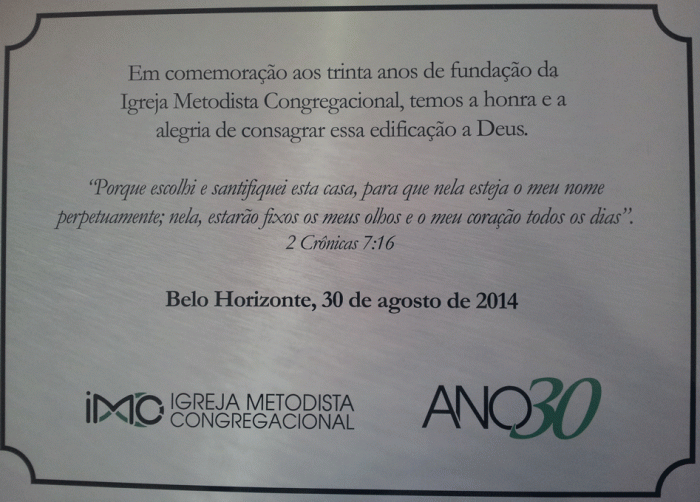 Em comemoração aos trinta anos de fundação da
Igreja Metodista Congregacional, temos a honra e a
alegria de consagrar essa edificação a Deus.
“Porque escolhi e santifiquei esta casa, para que nela esteja o meu nome
perpetuamente; nela, estarão fixos os meus olhos e o meu coração todos os dias”.
2 Crônicas 7:16
Belo Horizonte, 30 de agosto de 2014
iMC IGREJA METODISTA
CONGREGACIONAL
ANO30